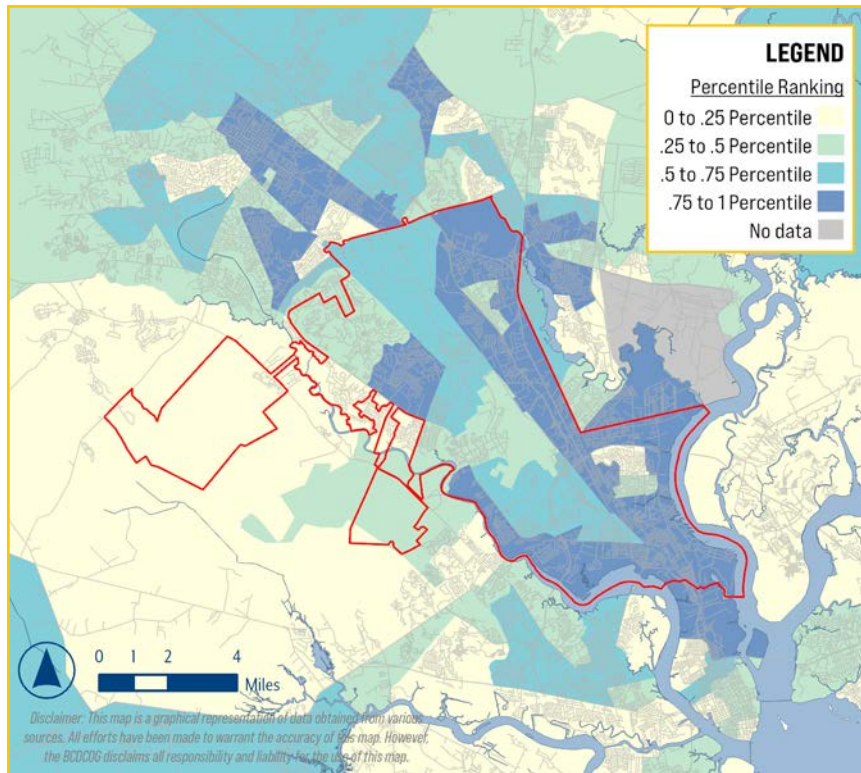 LEGEND
Percentile Ranking
0 to .25 Percentile
.25 to .5 Percentile
.5 to .75 Percentile
.75 to 1 Percentile
No data
0 1 2 4
Miles
Disclaimer: This map is a graphical representation of data obtained from various
sources. All efforts have been made to warrant the accuracy of this map. However,
the BCDCOG disclaims all responsibility and liability for the use of this map.